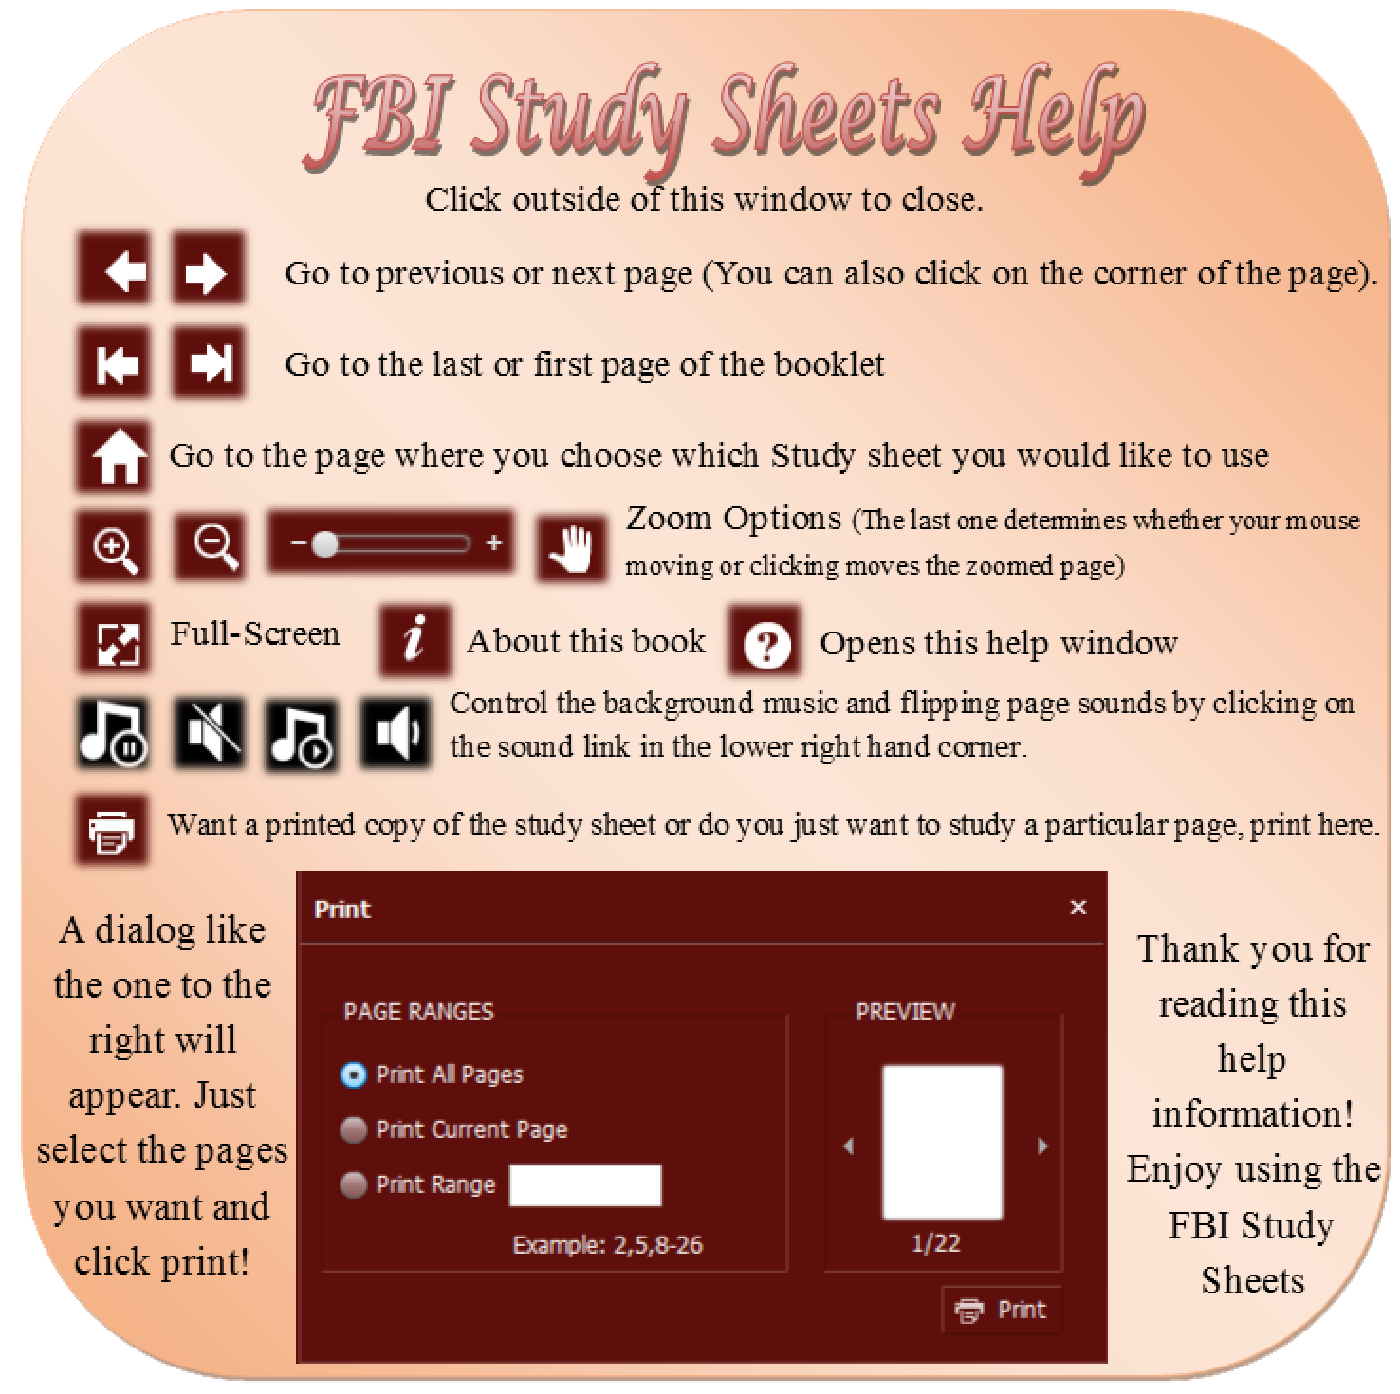 FBI Study Sheets Help
Click outside of this window to close.
Go to previous or next page (You can also click on the corner of the page).
Go to the last or first page of the booklet
Go to the page where you choose which Study sheet you would like to use
Zoom Options (The last one determines whether your mouse
moving or clicking moves the zoomed page)
Full-Screen
About this book
Opens this help window
Control the background music and flipping page sounds by clicking on
the sound link in the lower right hand corner.
Want a printed copy of the study sheet or do you just want to study a particular page, print here.
A dialog like
the one to the
right will
appear. Just
select the pages
you want and
click print!
Print
PAGE RANGES
Print All Pages
Print Current Page
Print Range
Example: 2,5,8-26
PREVIEW
1/22
Print
Thank you for
reading this
help
information!
Enjoy using the
FBI Study
Sheets